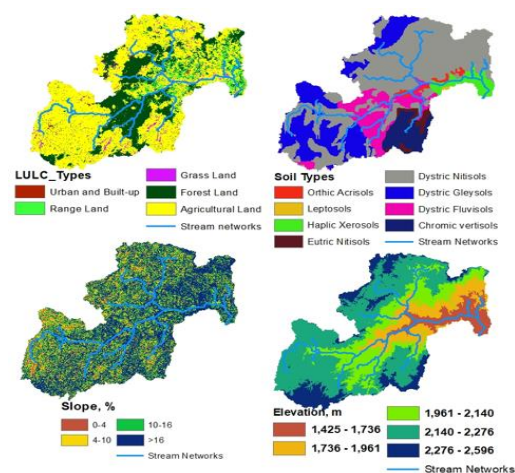 LULC_Types
Urban and Built-up
Range Land
Grass Land
Forest Land
Agricultural Land
Stream networks
Soil Types
Orthic Acrisols
Leptosols
Haplic Xerosols
Eutric Nitisols
Dystric Nitisols
Dystric Gleysols
Dystric Fluvisols
Chromic vertisols
Stream Networks
Slope, %
0-4
4-10
10-16
>16
Stream Networks
Elevation, m
1,425 - 1,736
1,736 - 1,961
1,961 - 2,140
2,140 - 2,276
2,276 - 2,596
Stream Networks